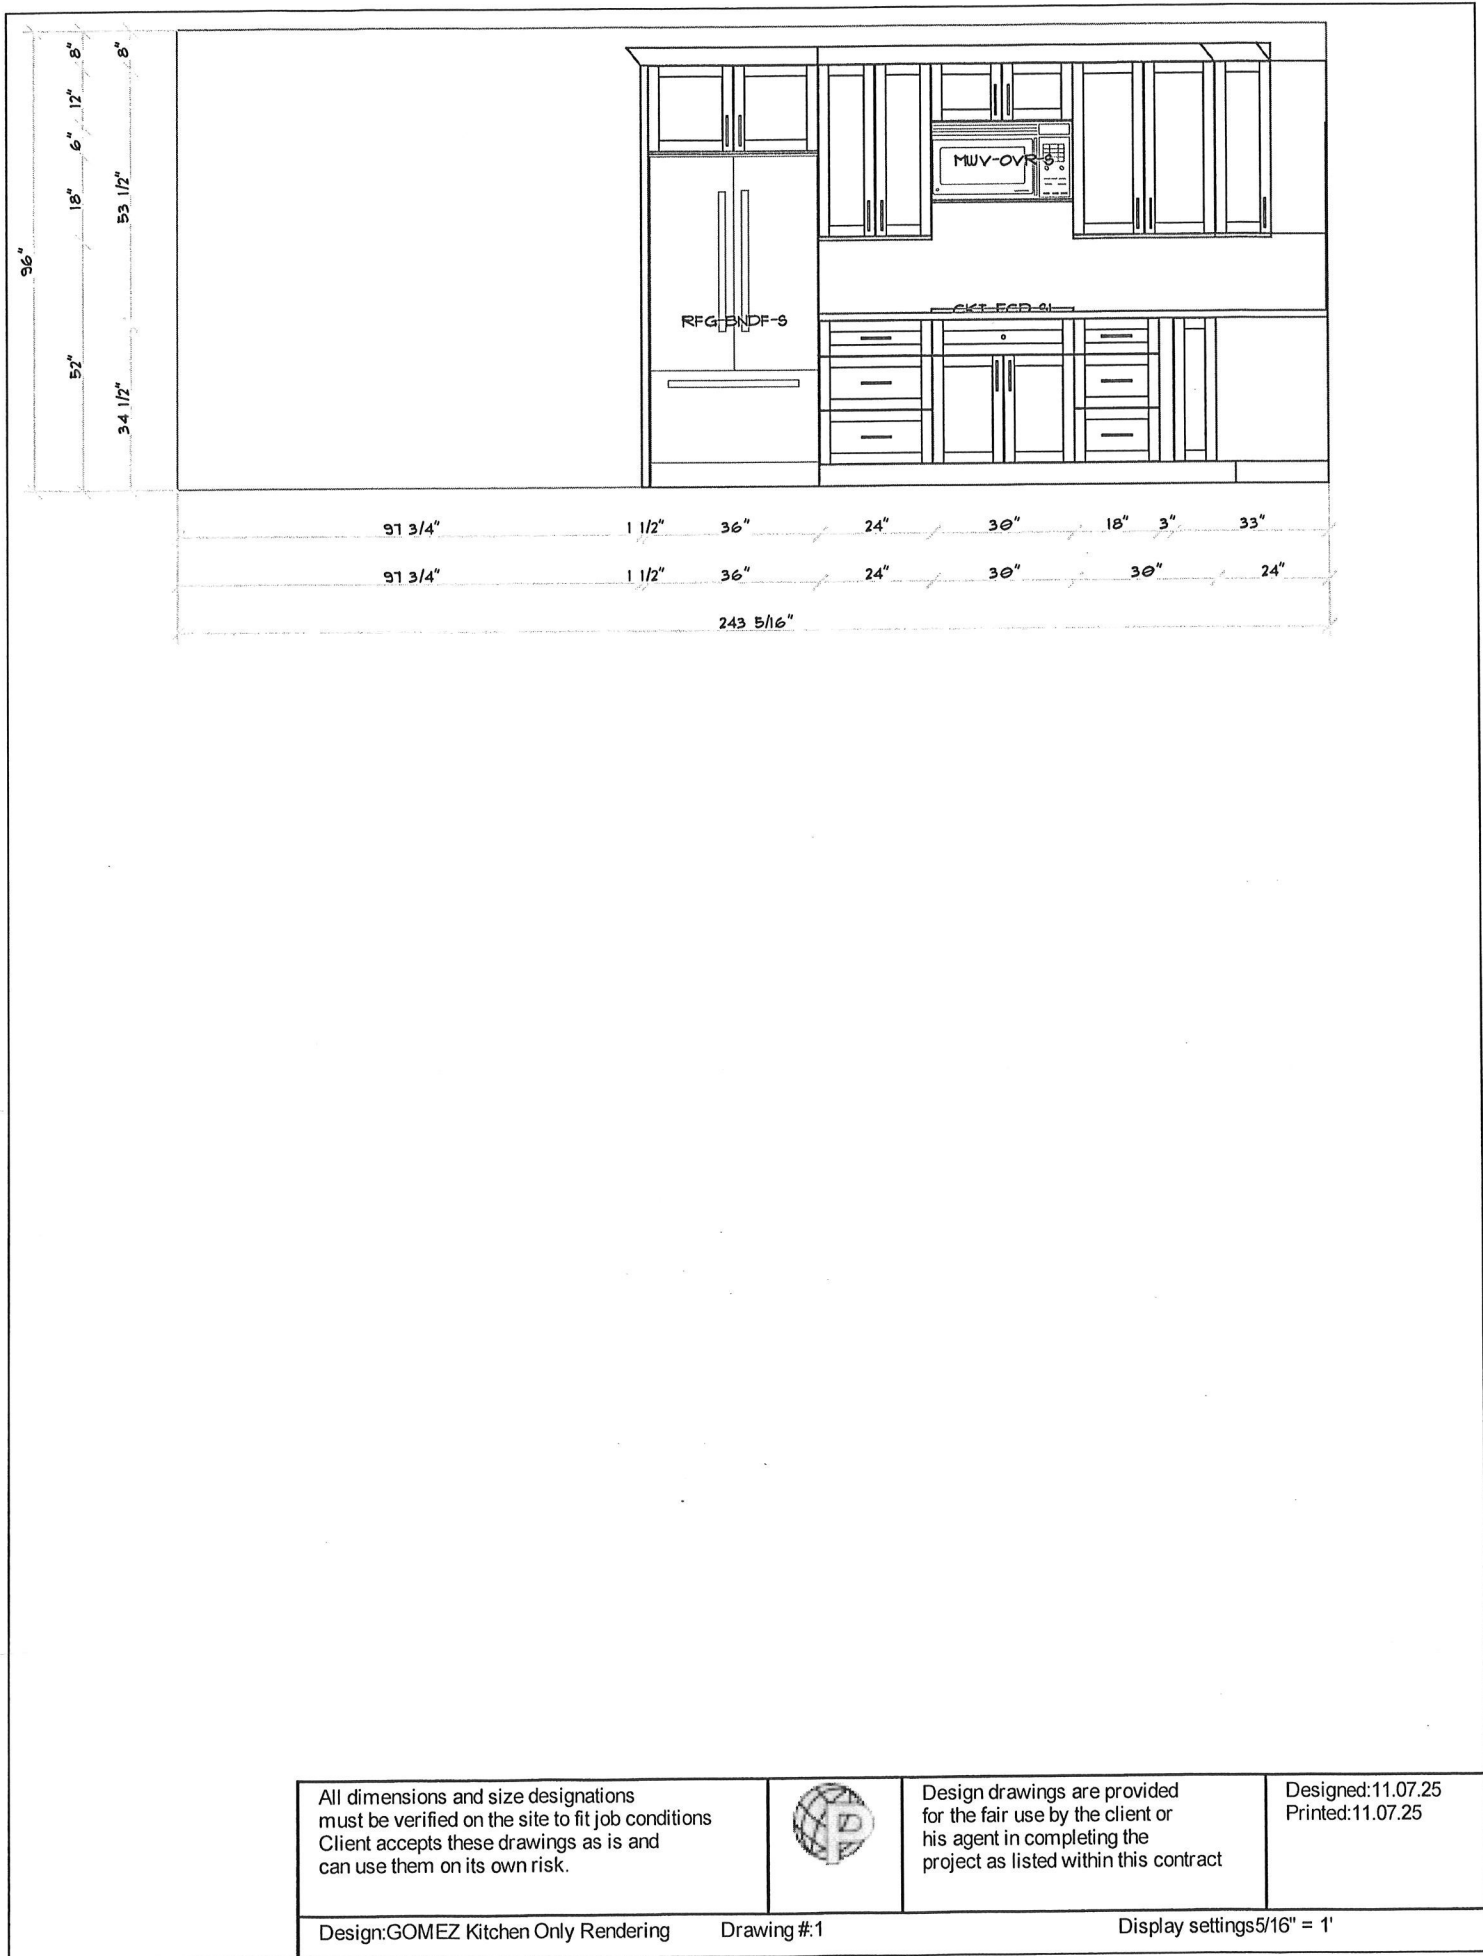 96"
8"
12"
6"
18"
52"
8"
53 1/2"
34 1/2"
MWV-OVR-S
RFG-BNDF-S
97 3/4" 1 1/2" 36" 24" 30" 18" 3" 33"
97 3/4" 1 1/2" 36" 24" 30" 30" 24"
243 5/16"
All dimensions and size designations
must be verified on the site to fit job conditions
Client accepts these drawings as is and
can use them on its own risk.
P
Design drawings are provided
for the fair use by the client or
his agent in completing the
project as listed within this contract
Designed:11.07.25
Printed:11.07.25
Design:GOMEZ Kitchen Only Rendering Drawing #:1 Display settings5/16" = 1'